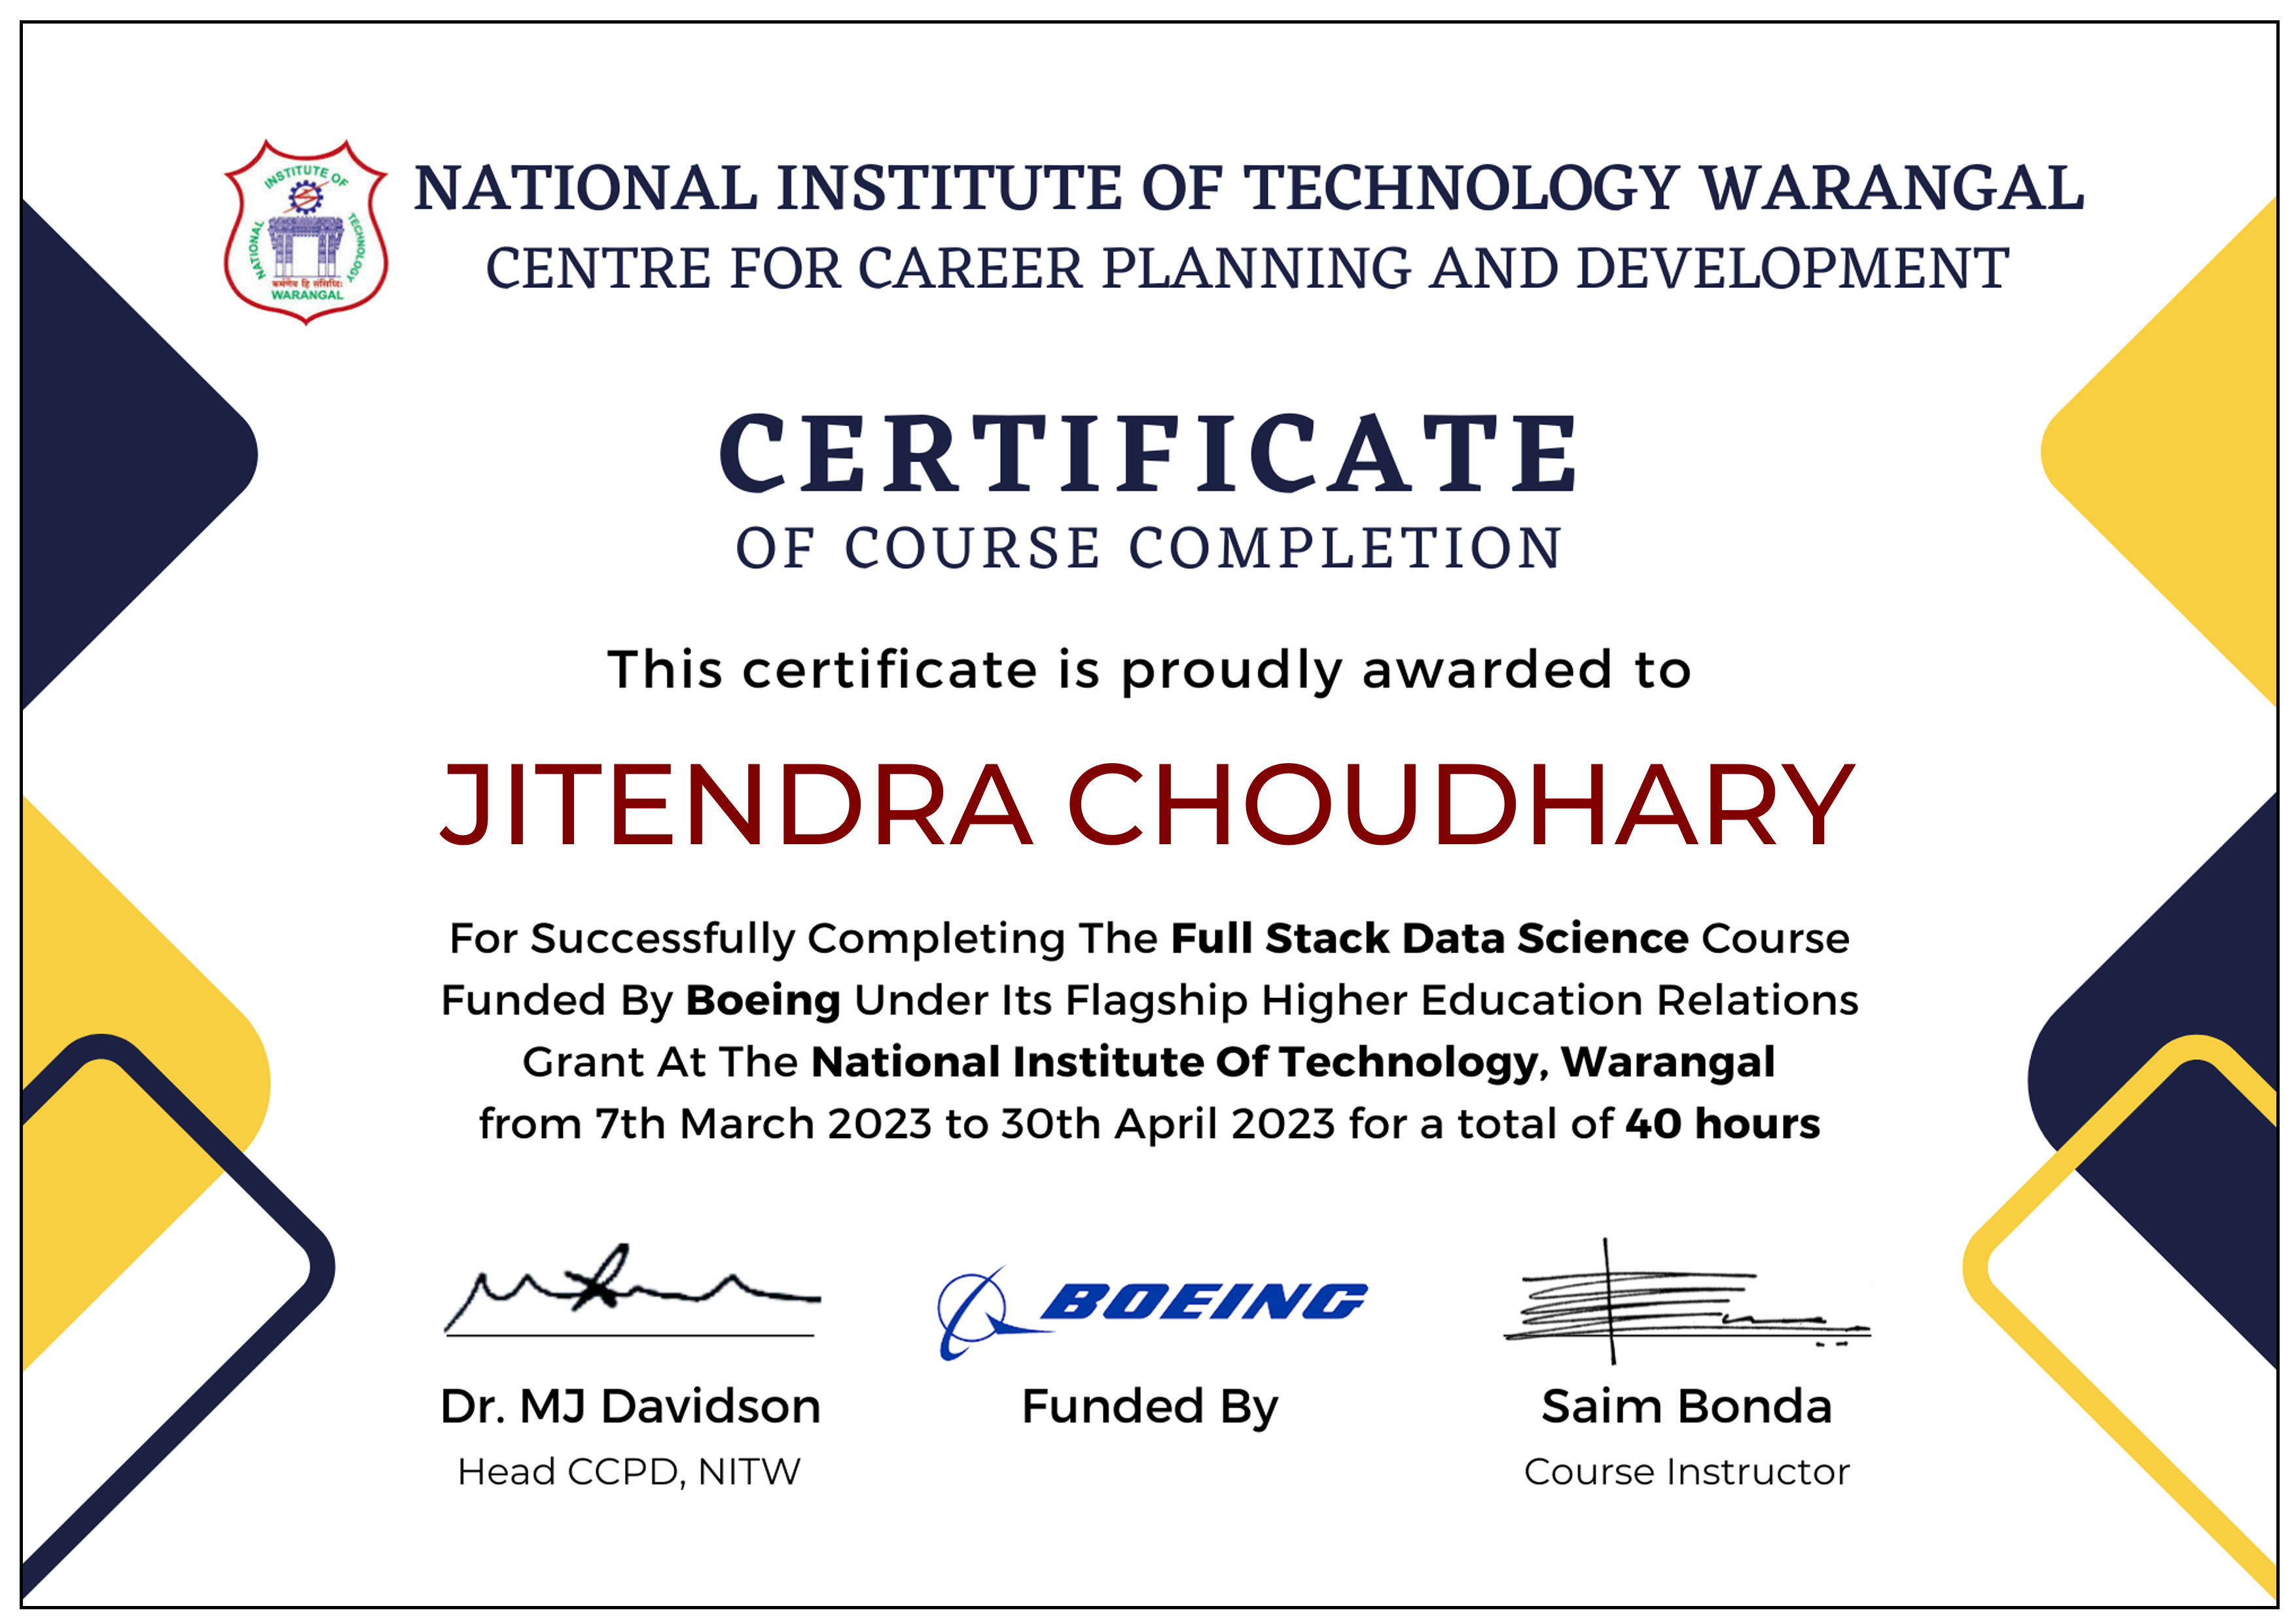 NATIONAL INSTITUTE OF TECHNOLOGY WARANGAL
CENTRE FOR CAREER PLANNING AND DEVELOPMENT
INSTITUTE OF
NATIONAL
TECHNOLOGY
कर्मणैव हि संसिद्धिः
WARANGAL
CERTIFICATE
OF COURSE COMPLETION
This certificate is proudly awarded to
JITENDRA CHOUDHARY
For Successfully Completing The Full Stack Data Science Course
Funded By Boeing Under Its Flagship Higher Education Relations
Grant At The National Institute Of Technology, Warangal
from 7th March 2023 to 30th April 2023 for a total of 40 hours
BOEING
Dr. MJ Davidson
Funded By
Saim Bonda
Head CCPD, NITW
Course Instructor